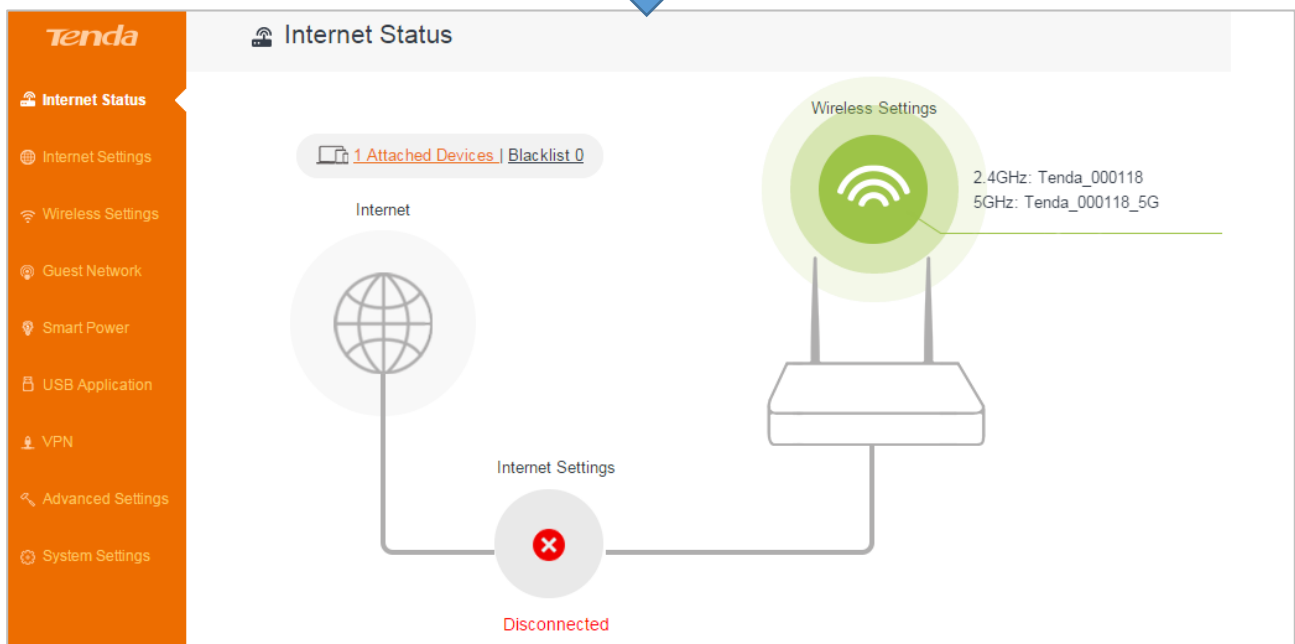 Tenda
Internet Status
Internet Status
Internet Settings
Wireless Settings
Guest Network
Smart Power
USB Application
VPN
Advanced Settings
System Settings
1 Attached Devices | Blacklist 0
Internet
Wireless Settings
2.4GHz: Tenda_000118
5GHz: Tenda_000118_5G
Internet Settings
Disconnected